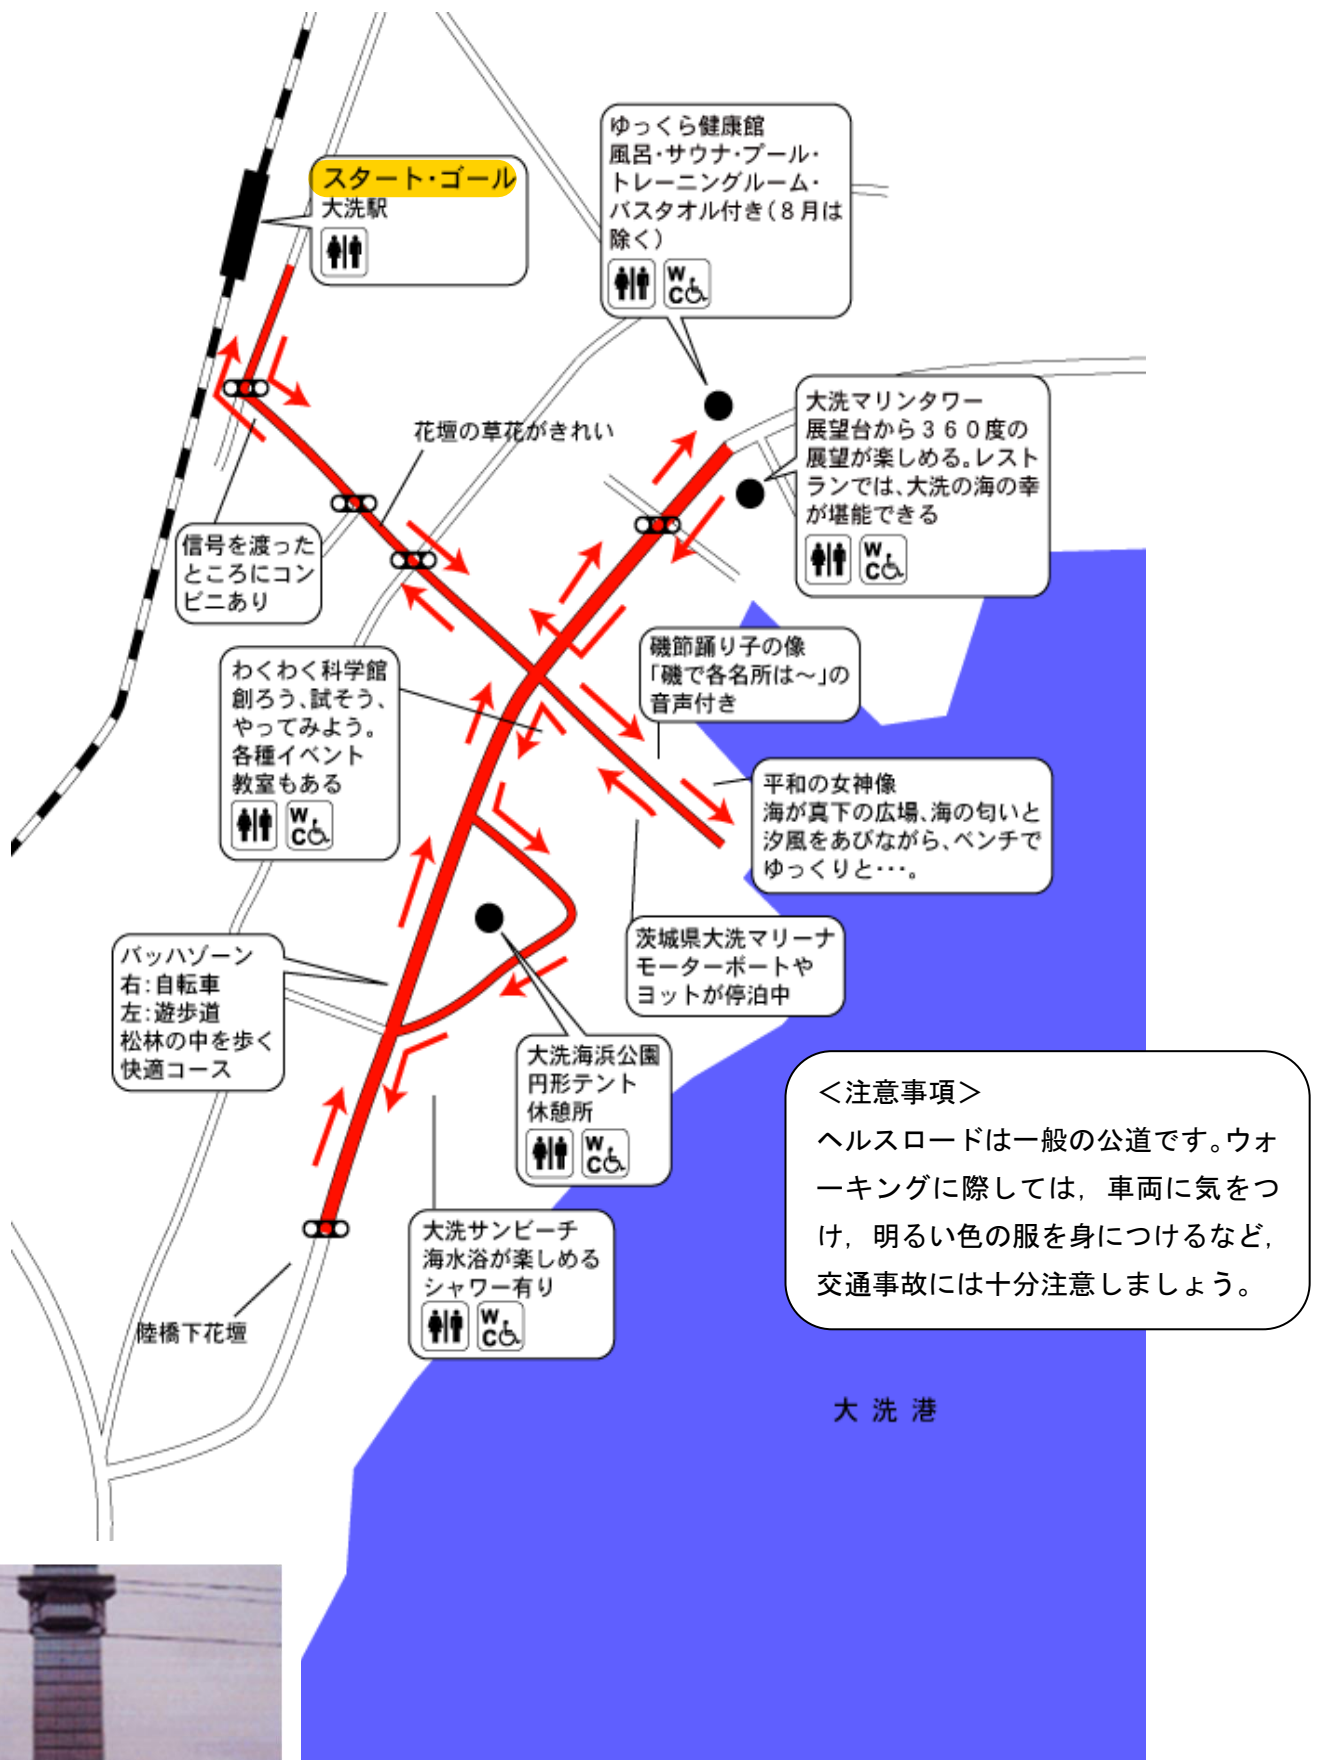 ゆっくら健康館
風呂・サウナ・プール・
トレーニングルーム・
バスタオル付き(８月は
除く)
WC
スタート・ゴール
大洗駅
大洗マリンタワー
展望台から３６０度の
展望が楽しめる。レスト
ランでは、大洗の海の幸
が堪能できる
WC
花壇の草花がきれい
信号を渡った
ところにコン
ビニあり
磯節踊り子の像
「磯で各名所は～」の
音声付き
わくわく科学館
創ろう、試そう、
やってみよう。
各種イベント
教室もある
WC
平和の女神像
海が真下の広場、海の匂いと
汐風をあびながら、ベンチで
ゆっくりと・・・。
茨城県大洗マリーナ
モーターボートや
ヨットが停泊中
バッハゾーン
右:自転車
左:遊歩道
松林の中を歩く
快適コース
大洗海浜公園
円形テント
休憩所
WC
＜注意事項＞
ヘルスロードは一般の公道です。ウォ
ーキングに際しては，車両に気をつ
け，明るい色の服を身につけるなど，
交通事故には十分注意しましょう。
大洗サンビーチ
海水浴が楽しめる
シャワー有り
WC
陸橋下花壇
大洗港